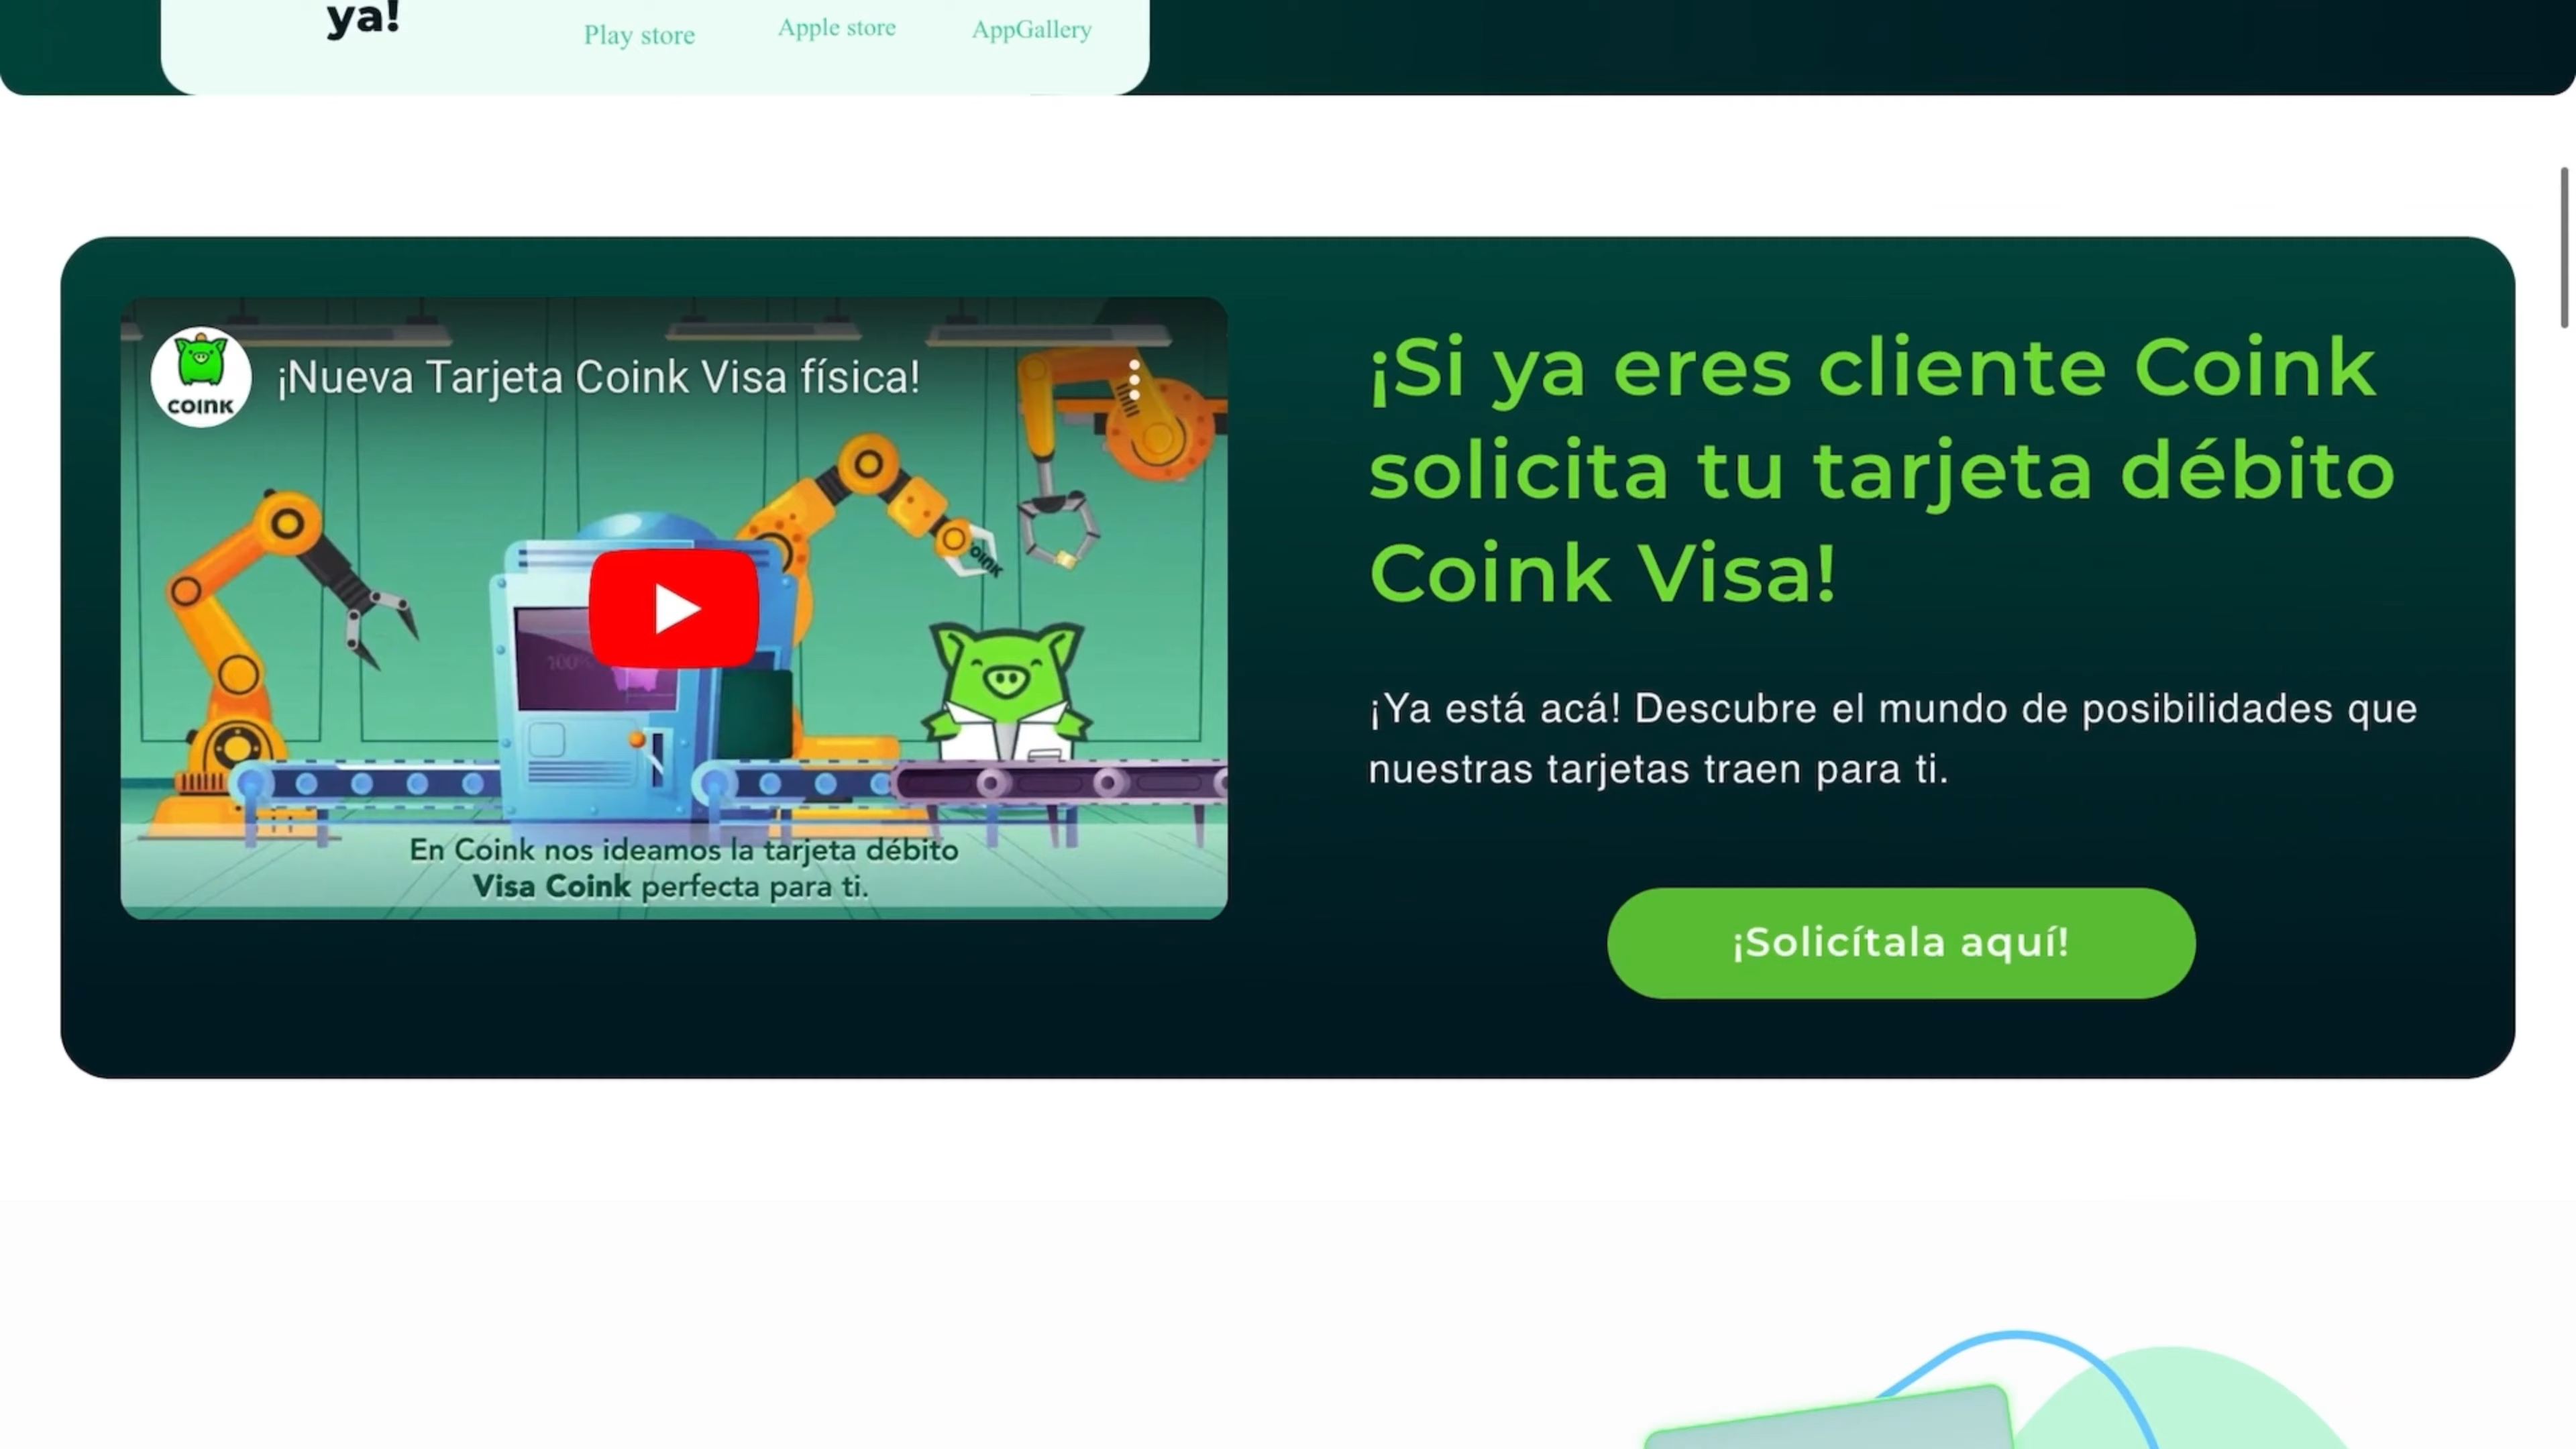 ya!
Play store
Apple store
AppGallery
COINK
¡Nueva Tarjeta Coink Visa física!
OINK
100%
En Coink nos ideamos la tarjeta débito
Visa Coink perfecta para ti.
¡Si ya eres cliente Coink
solicita tu tarjeta débito
Coink Visa!
¡Ya está acá! Descubre el mundo de posibilidades que
nuestras tarjetas traen para ti.
¡Solicítala aquí!